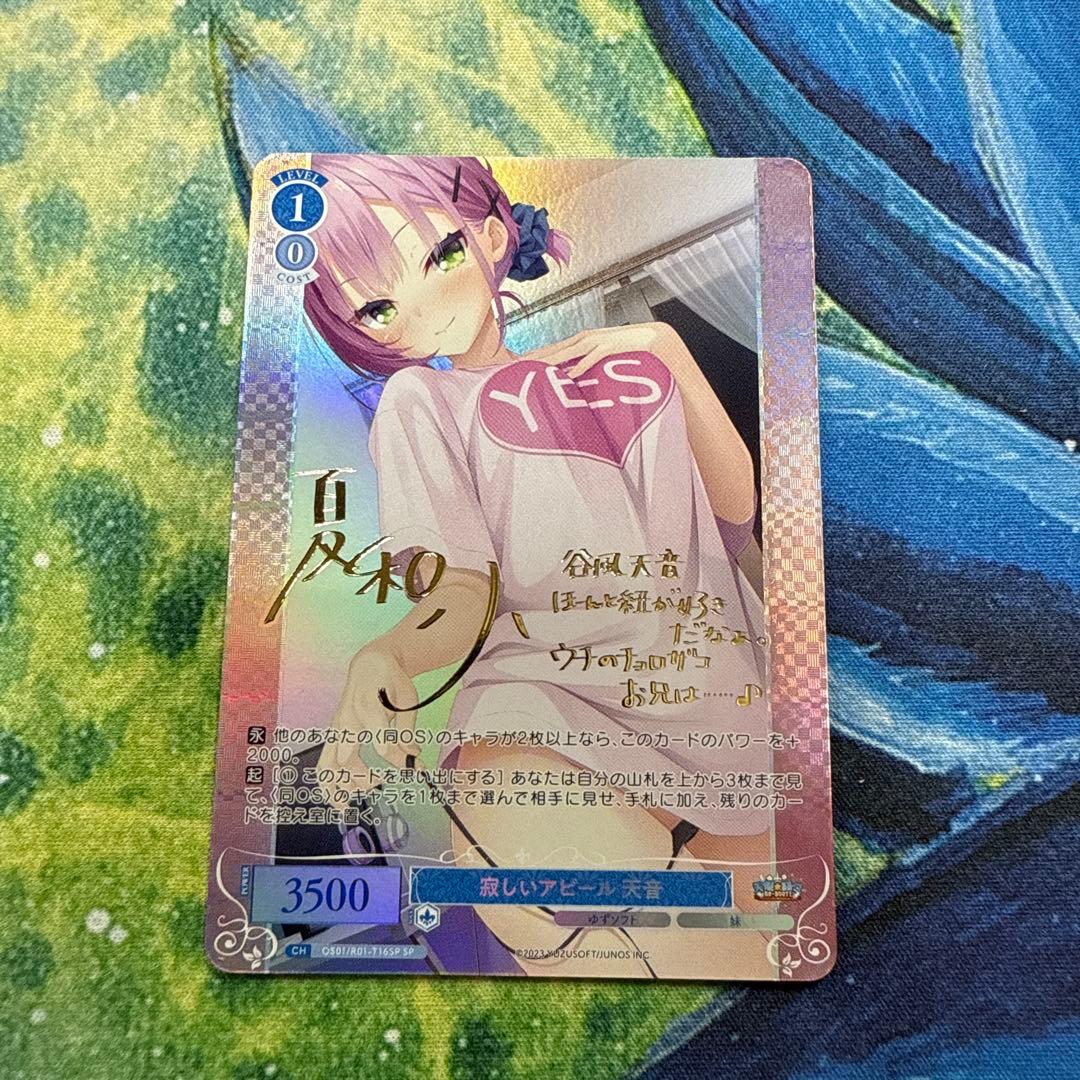 LEVEL
1
0
COST
YES
夏和小
谷風天音
ほーんと紐が好き
だなぁ。
ウチのチョロザコ
お兄は……♪
永 他のあなたの〈同OS〉のキャラが2枚以上なら、このカードのパワーを+
2000。
起 [① このカードを思い出にする] あなたは自分の山札を上から3枚まで見
て、〈同OS〉のキャラを1枚まで選んで相手に見せ、手札に加え、残りのカー
ドを控え室に置く。
POWER
3500
寂しいアピール 天音
ゆずソフト
妹
CH OS01/R01-T16SP SP
©2023 YUZUSOFT/JUNOS INC.